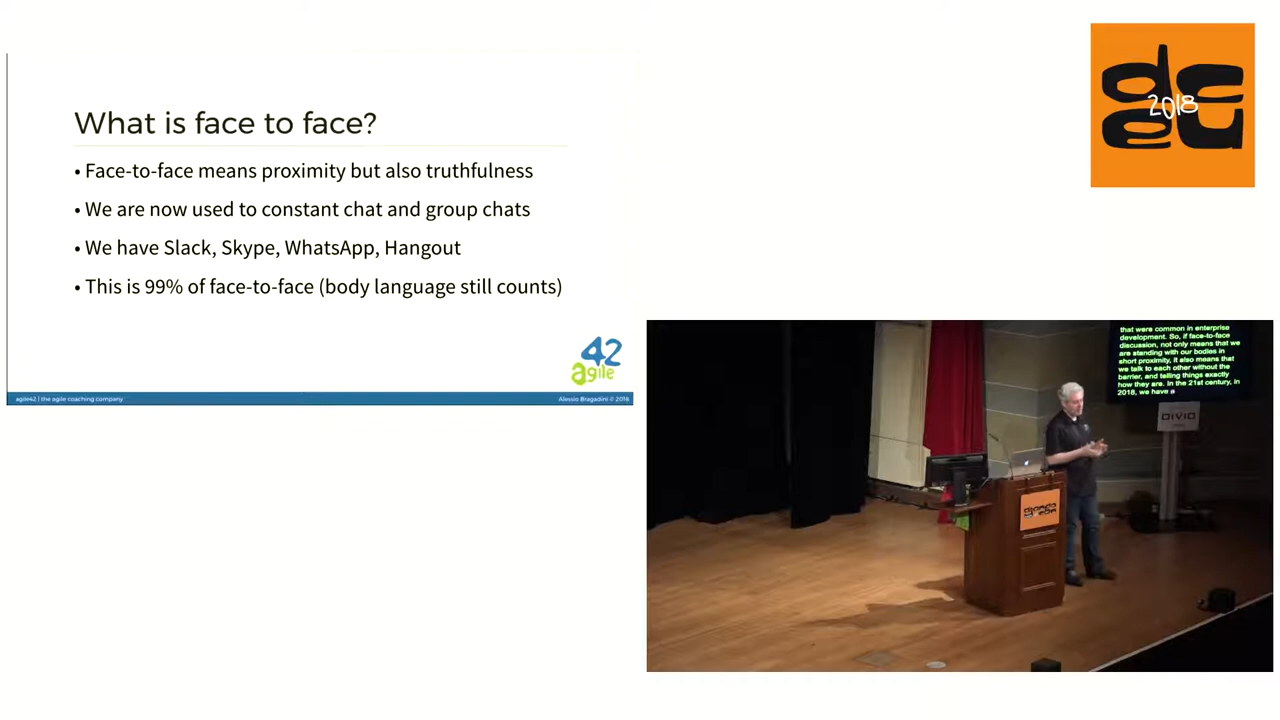 What is face to face?
• Face-to-face means proximity but also truthfulness
• We are now used to constant chat and group chats
• We have Slack, Skype, WhatsApp, Hangout
• This is 99% of face-to-face (body language still counts)
42
agile
agile42 | the agile coaching company
Alessio Bragadini © 2016
dc
2018
eu
that were common in enterprise
development. So, if face-to-face
discussion, not only means that we
are standing with our bodies in
short proximity, it also means that
we talk to each other without the
barrier, and telling things exactly
how they are. In the 21st century, in
2018, we have a
DIVIO